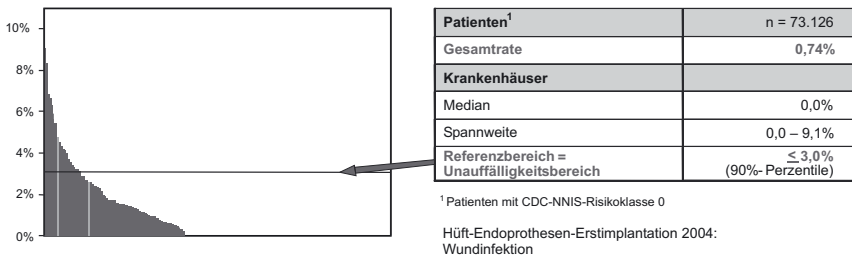 10%
8%
6%
4%
2%
0%
Patienten¹ n = 73.126
Gesamtrate 0,74%
Krankenhäuser
Median 0,0%
Spannweite 0,0 – 9,1%
Referenzbereich = ≤ 3,0%
Unauffälligkeitsbereich (90%- Perzentile)
¹ Patienten mit CDC-NNIS-Risikoklasse 0
Hüft-Endoprothesen-Erstimplantation 2004:
Wundinfektion